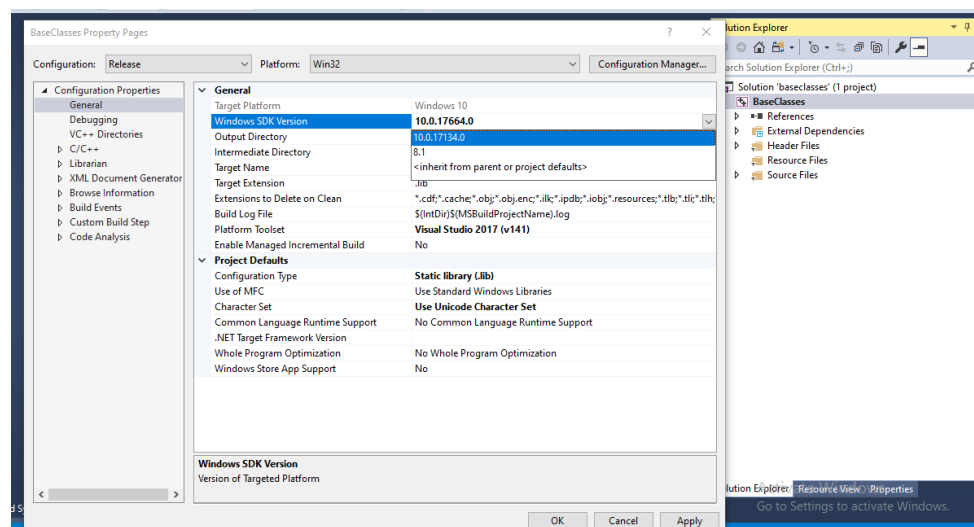 BaseClasses Property Pages ? ×
Configuration: Release Platform: Win32 Configuration Manager...
Configuration Properties
General
Debugging
VC++ Directories
C/C++
Librarian
XML Document Generator
Browse Information
Build Events
Custom Build Step
Code Analysis
General
Target Platform Windows 10
Windows SDK Version 10.0.17664.0
Output Directory 10.0.17134.0
Intermediate Directory 8.1
Target Name <inherit from parent or project defaults>
Target Extension .lib
Extensions to Delete on Clean *.cdf;*.cache;*.obj;*.obj.enc;*.ilk;*.ipdb;*.iobj;*.resources;*.tlb;*.tli;*.tlh;
Build Log File $(IntDir)$(MSBuildProjectName).log
Platform Toolset Visual Studio 2017 (v141)
Enable Managed Incremental Build No
Project Defaults
Configuration Type Static library (.lib)
Use of MFC Use Standard Windows Libraries
Character Set Use Unicode Character Set
Common Language Runtime Support No Common Language Runtime Support
.NET Target Framework Version
Whole Program Optimization No Whole Program Optimization
Windows Store App Support No
Windows SDK Version
Version of Targeted Platform
OK Cancel Apply
lution Explorer
arch Solution Explorer (Ctrl+;)
Solution 'baseclasses' (1 project)
BaseClasses
References
External Dependencies
Header Files
Resource Files
Source Files
lution Explorer Resource View Properties
Activate Windows
Go to Settings to activate Windows.